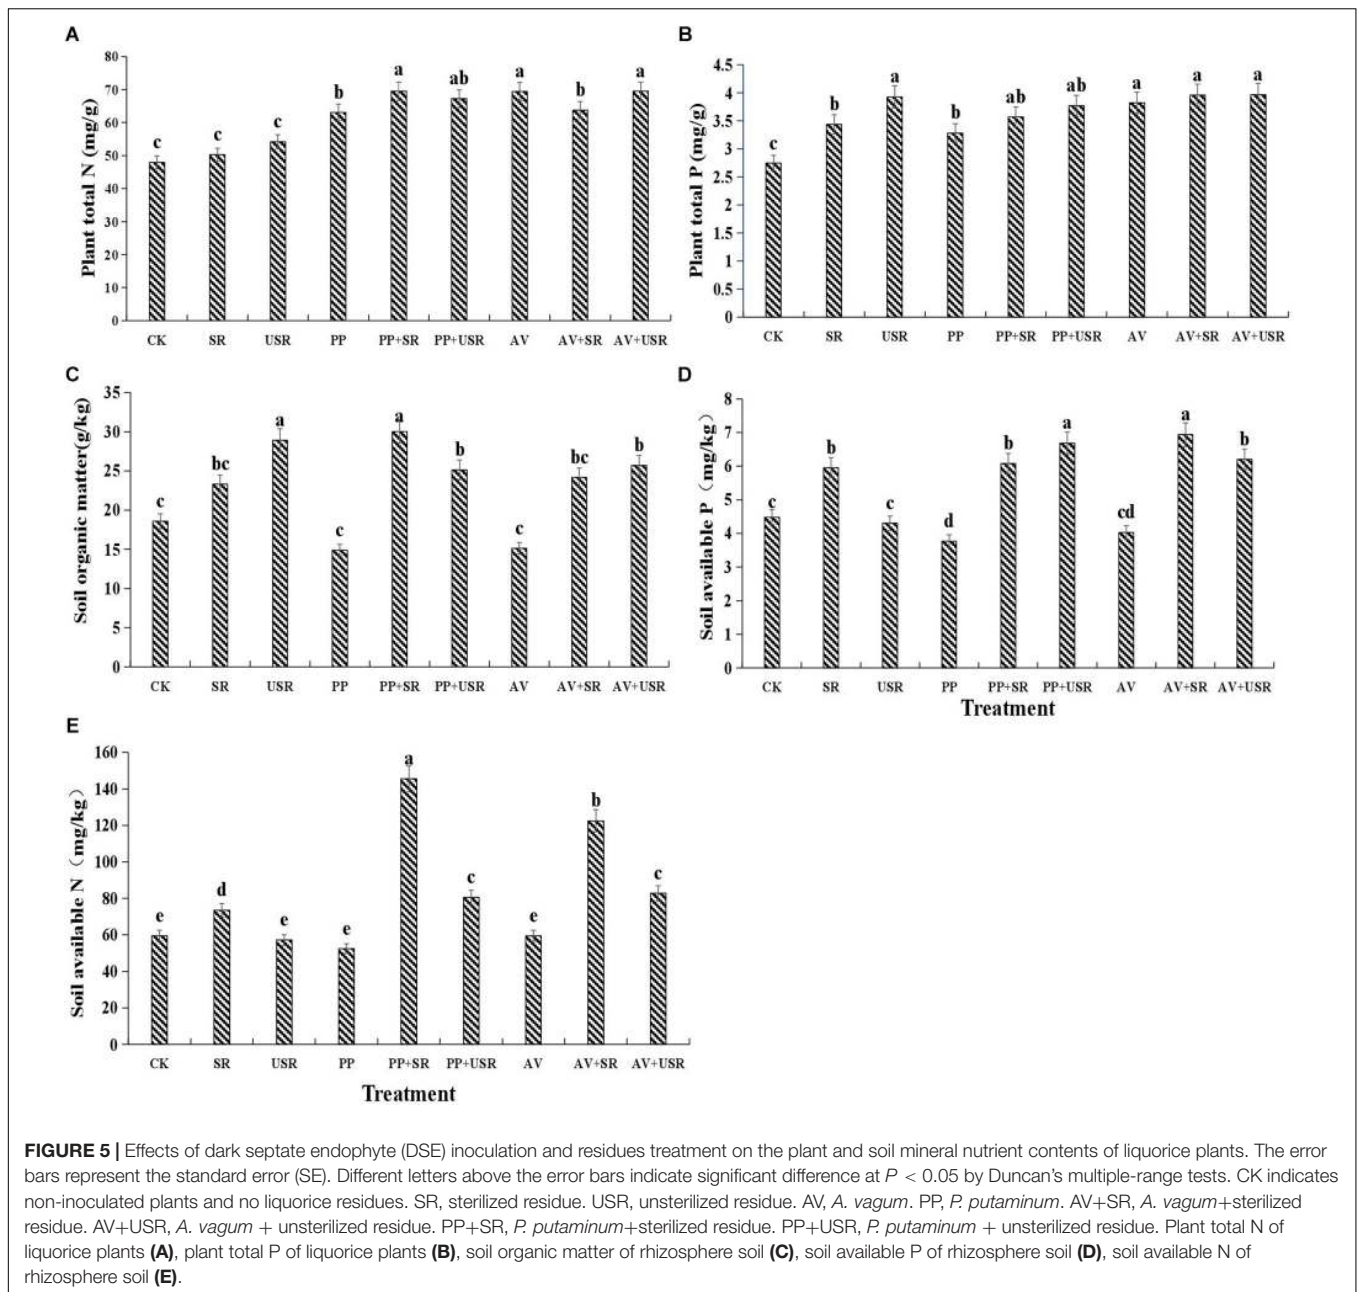 A
Plant total N (mg/g)
80
70
60
50
40
30
20
10
0
c
c
c
b
a
ab
a
b
a
CK SR USR PP PP+SR PP+USR AV AV+SR AV+USR
B
Plant total P (mg/g)
4.5
4
3.5
3
2.5
2
1.5
1
0.5
0
c
b
a
b
ab
ab
a
a
a
CK SR USR PP PP+SR PP+USR AV AV+SR AV+USR
C
Soil organic matter(g/kg)
35
30
25
20
15
10
5
0
c
bc
a
c
a
b
c
bc
b
CK SR USR PP PP+SR PP+USR AV AV+SR AV+USR
D
Soil available P（mg/kg）
8
7
6
5
4
3
2
1
0
c
b
c
d
b
a
cd
a
b
CK SR USR PP PP+SR PP+USR AV AV+SR AV+USR
Treatment
E
Soil available N（mg/kg）
160
140
120
100
80
60
40
20
0
e
d
e
e
a
c
e
b
c
CK SR USR PP PP+SR PP+USR AV AV+SR AV+USR
Treatment
FIGURE 5 | Effects of dark septate endophyte (DSE) inoculation and residues treatment on the plant and soil mineral nutrient contents of liquorice plants. The error
bars represent the standard error (SE). Different letters above the error bars indicate significant difference at P < 0.05 by Duncan's multiple-range tests. CK indicates
non-inoculated plants and no liquorice residues. SR, sterilized residue. USR, unsterilized residue. AV, A. vagum. PP, P. putaminum. AV+SR, A. vagum+sterilized
residue. AV+USR, A. vagum + unsterilized residue. PP+SR, P. putaminum+sterilized residue. PP+USR, P. putaminum + unsterilized residue. Plant total N of
liquorice plants (A), plant total P of liquorice plants (B), soil organic matter of rhizosphere soil (C), soil available P of rhizosphere soil (D), soil available N of
rhizosphere soil (E).